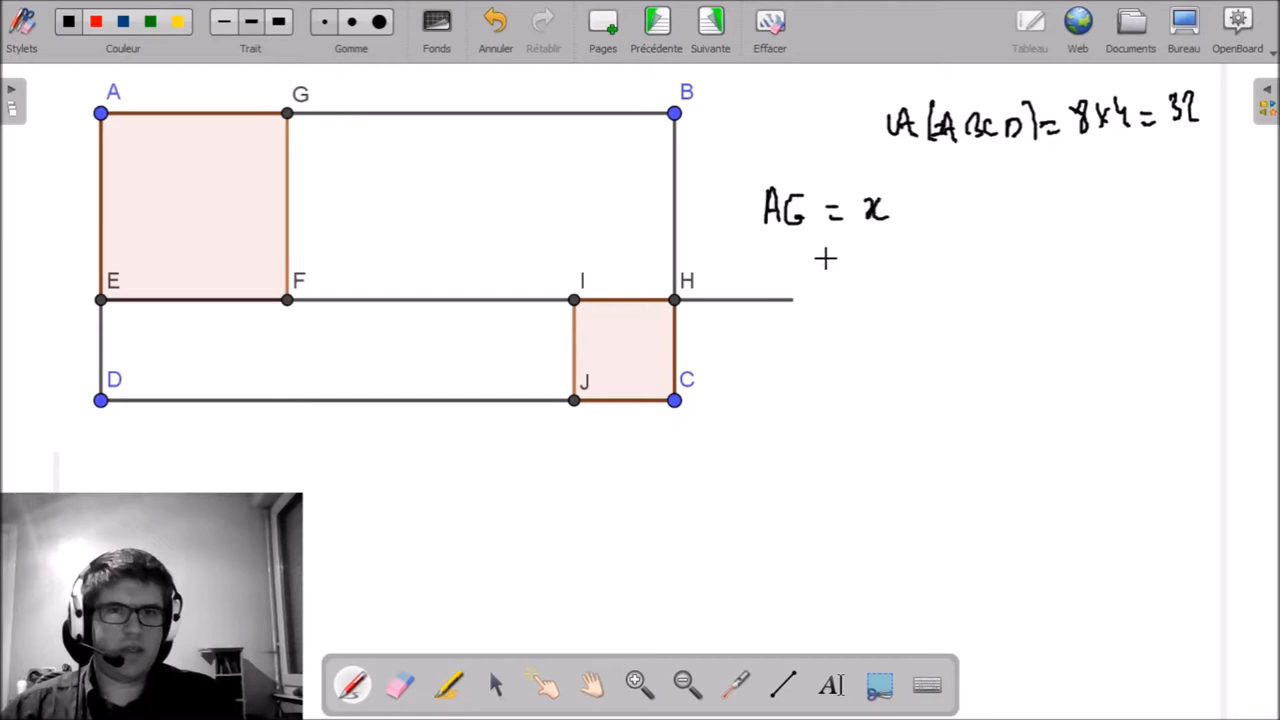 Stylets
Couleur
Trait
Gomme
Fonds
Annuler
Rétablir
Pages
Précédente
Suivante
Effacer
Tableau
Web
Documents
Bureau
OpenBoard
A
G
B
A[ABCD]=8×4=32
AG = x
E
F
I
H
D
J
C